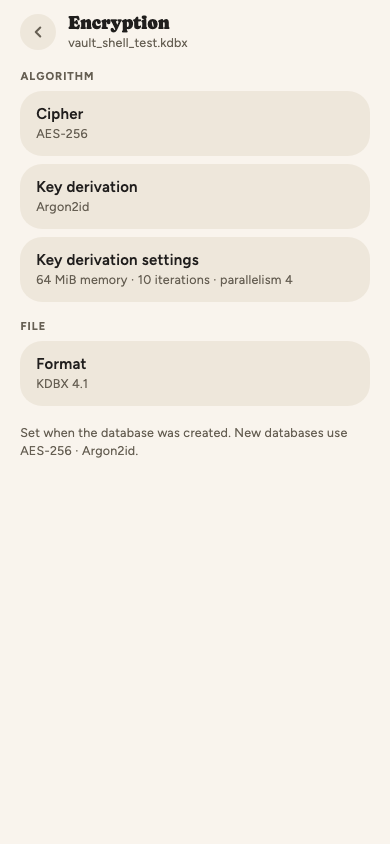 Encryption
vault_shell_test.kdbx
ALGORITHM
Cipher
AES-256
Key derivation
Argon2id
Key derivation settings
64 MiB memory · 10 iterations · parallelism 4
FILE
Format
KDBX 4.1
Set when the database was created. New databases use
AES-256 · Argon2id.